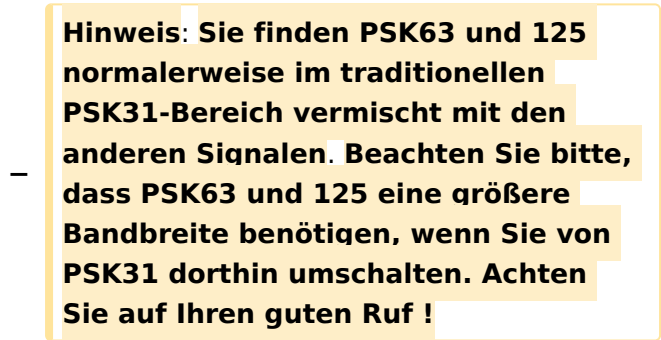 Hinweis: Sie finden PSK63 und 125
normalerweise im traditionellen
PSK31-Bereich vermischt mit den
anderen Signalen. Beachten Sie bitte,
dass PSK63 und 125 eine größere
Bandbreite benötigen, wenn Sie von
PSK31 dorthin umschalten. Achten
Sie auf Ihren guten Ruf !